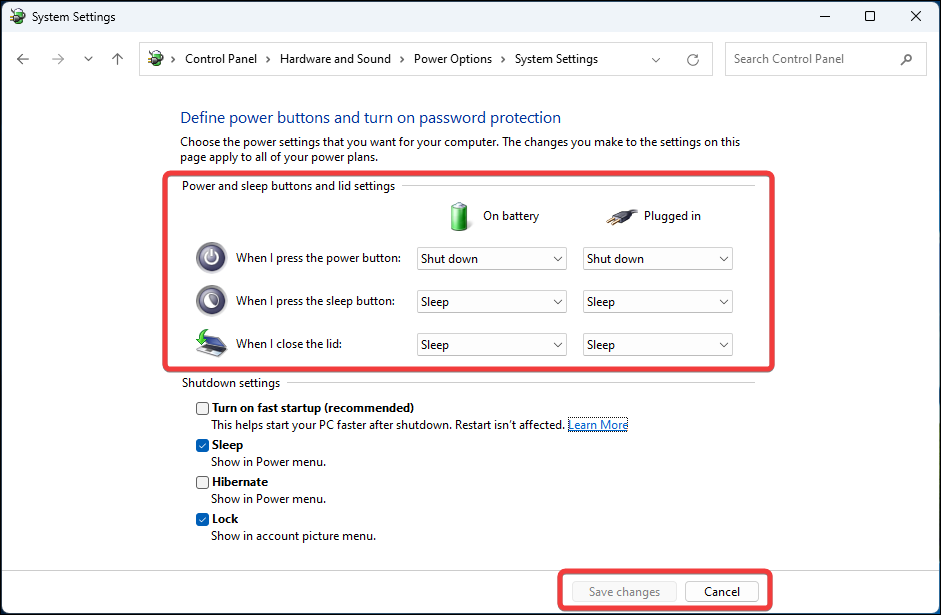 System Settings
Control Panel > Hardware and Sound > Power Options > System Settings
Search Control Panel
Define power buttons and turn on password protection
Choose the power settings that you want for your computer. The changes you make to the settings on this
page apply to all of your power plans.
Power and sleep buttons and lid settings
On battery Plugged in
When I press the power button: Shut down Shut down
When I press the sleep button: Sleep Sleep
When I close the lid: Sleep Sleep
Shutdown settings
Turn on fast startup (recommended)
This helps start your PC faster after shutdown. Restart isn't affected. Learn More
Sleep
Show in Power menu.
Hibernate
Show in Power menu.
Lock
Show in account picture menu.
Save changes Cancel